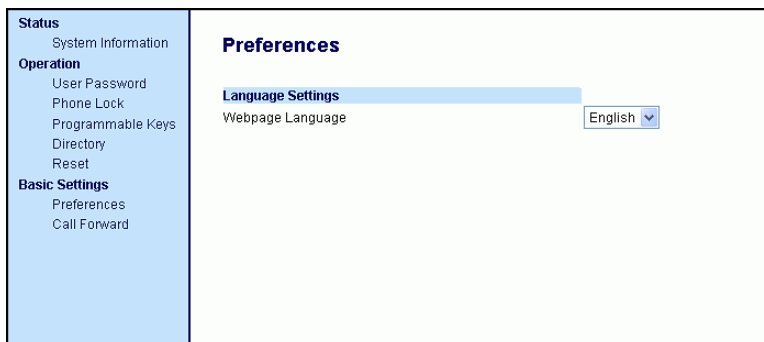 Status
System Information
Operation
User Password
Phone Lock
Programmable Keys
Directory
Reset
Basic Settings
Preferences
Call Forward
Preferences
Language Settings
Webpage Language English